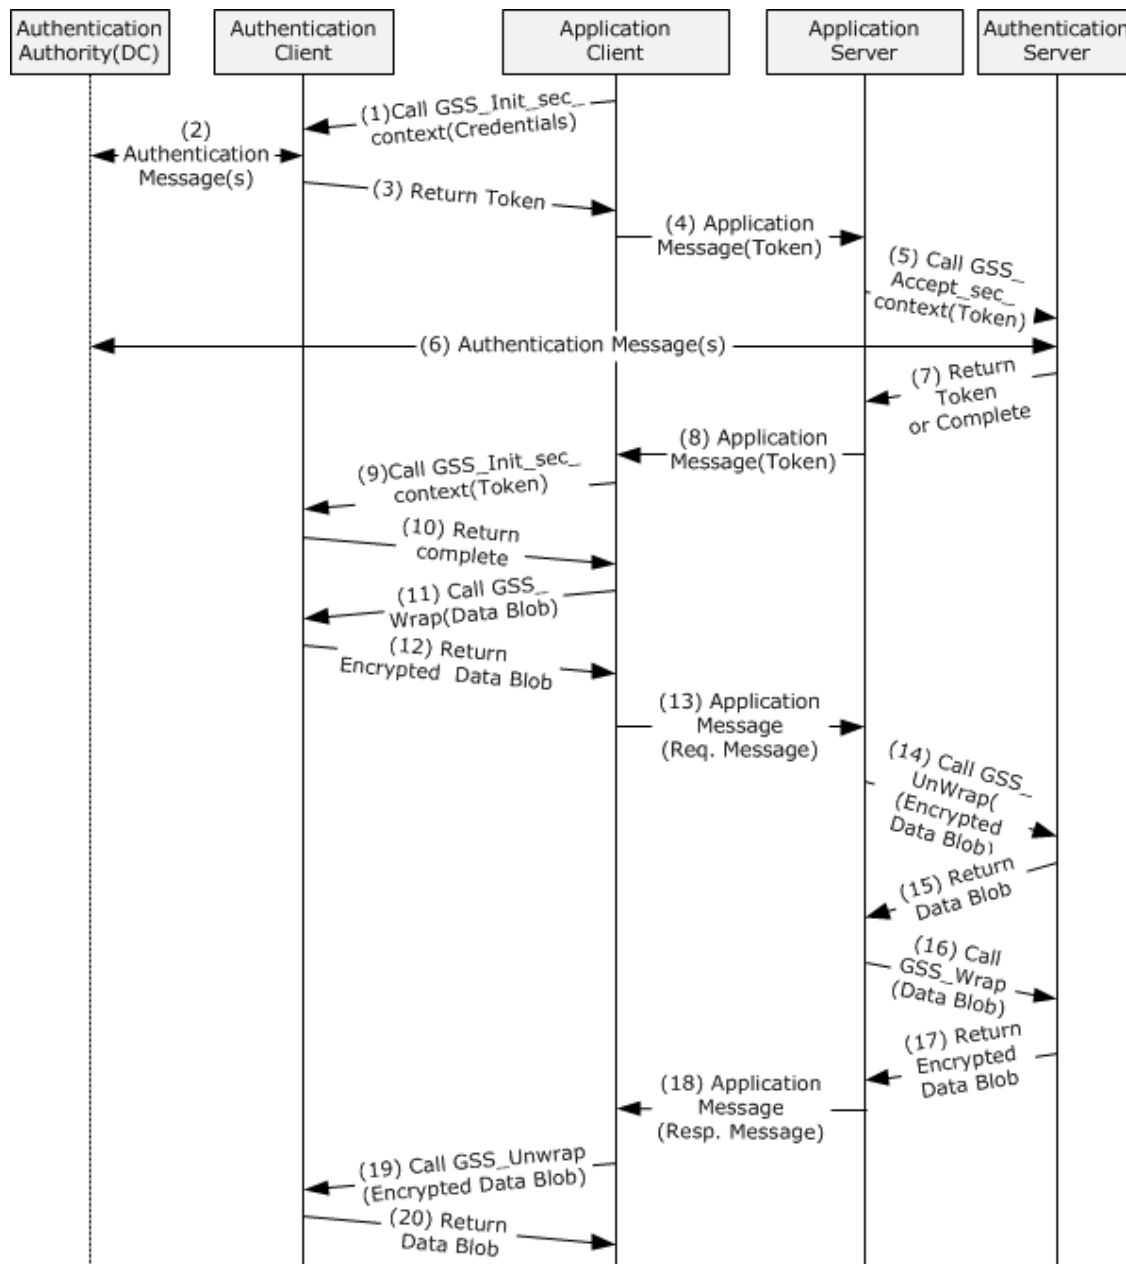 Authentication
Authority(DC)
Authentication
Client
Application
Client
Application
Server
Authentication
Server
(1)Call GSS_Init_sec_
context(Credentials)
(2)
Authentication
Message(s)
(3) Return Token
(4) Application
Message(Token)
(5) Call GSS_
Accept_sec_
context(Token)
(6) Authentication Message(s)
(7) Return
Token
or Complete
(8) Application
Message(Token)
(9)Call GSS_Init_sec_
context(Token)
(10) Return
complete
(11) Call GSS_
Wrap(Data Blob)
(12) Return
Encrypted Data Blob
(13) Application
Message
(Req. Message)
(14) Call GSS_
UnWrap(
(Encrypted
Data Blob)
(15) Return
Data Blob
(16) Call
GSS_Wrap
(Data Blob)
(17) Return
Encrypted
Data Blob
(18) Application
Message
(Resp. Message)
(19) Call GSS_Unwrap
(Encrypted Data Blob)
(20) Return
Data Blob